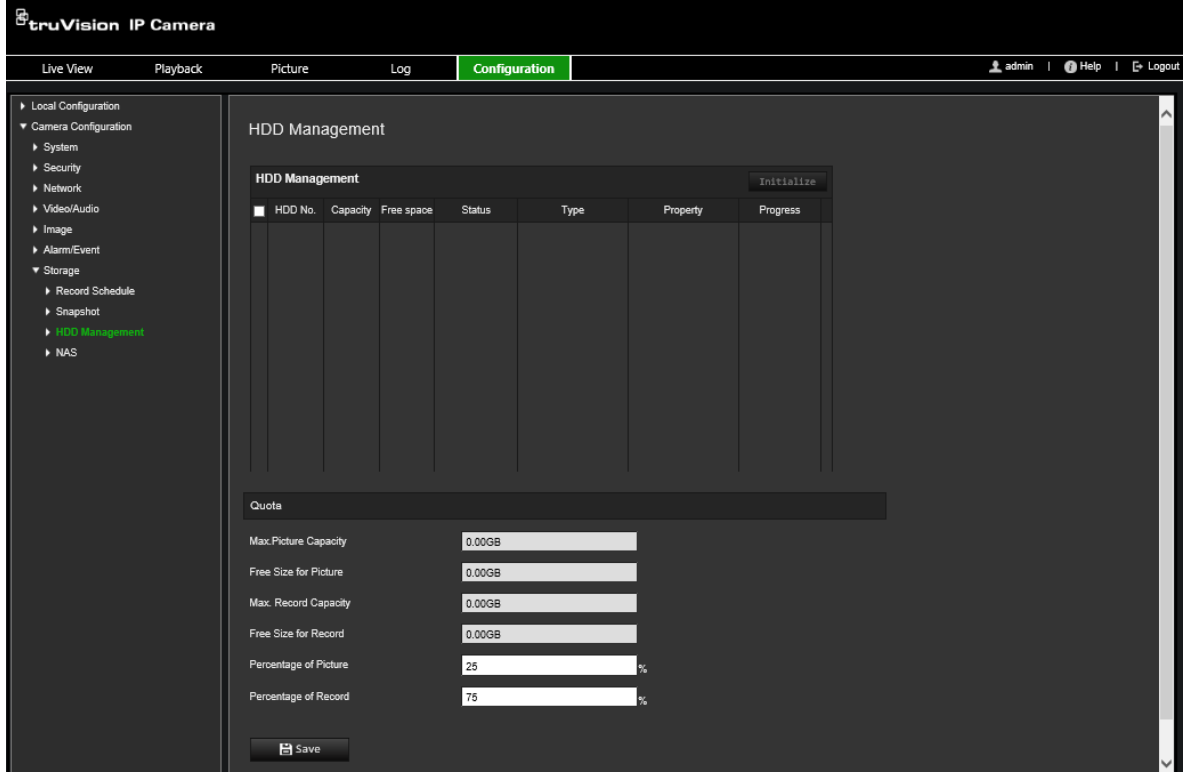 truVision IP Camera
Live View Playback Picture Log Configuration admin | Help | Logout
Local Configuration
Camera Configuration
System
Security
Network
Video/Audio
Image
Alarm/Event
Storage
Record Schedule
Snapshot
HDD Management
NAS
HDD Management
HDD Management Initialize
HDD No. Capacity Free space Status Type Property Progress
Quota
Max.Picture Capacity 0.00GB
Free Size for Picture 0.00GB
Max. Record Capacity 0.00GB
Free Size for Record 0.00GB
Percentage of Picture 25 %
Percentage of Record 75 %
Save